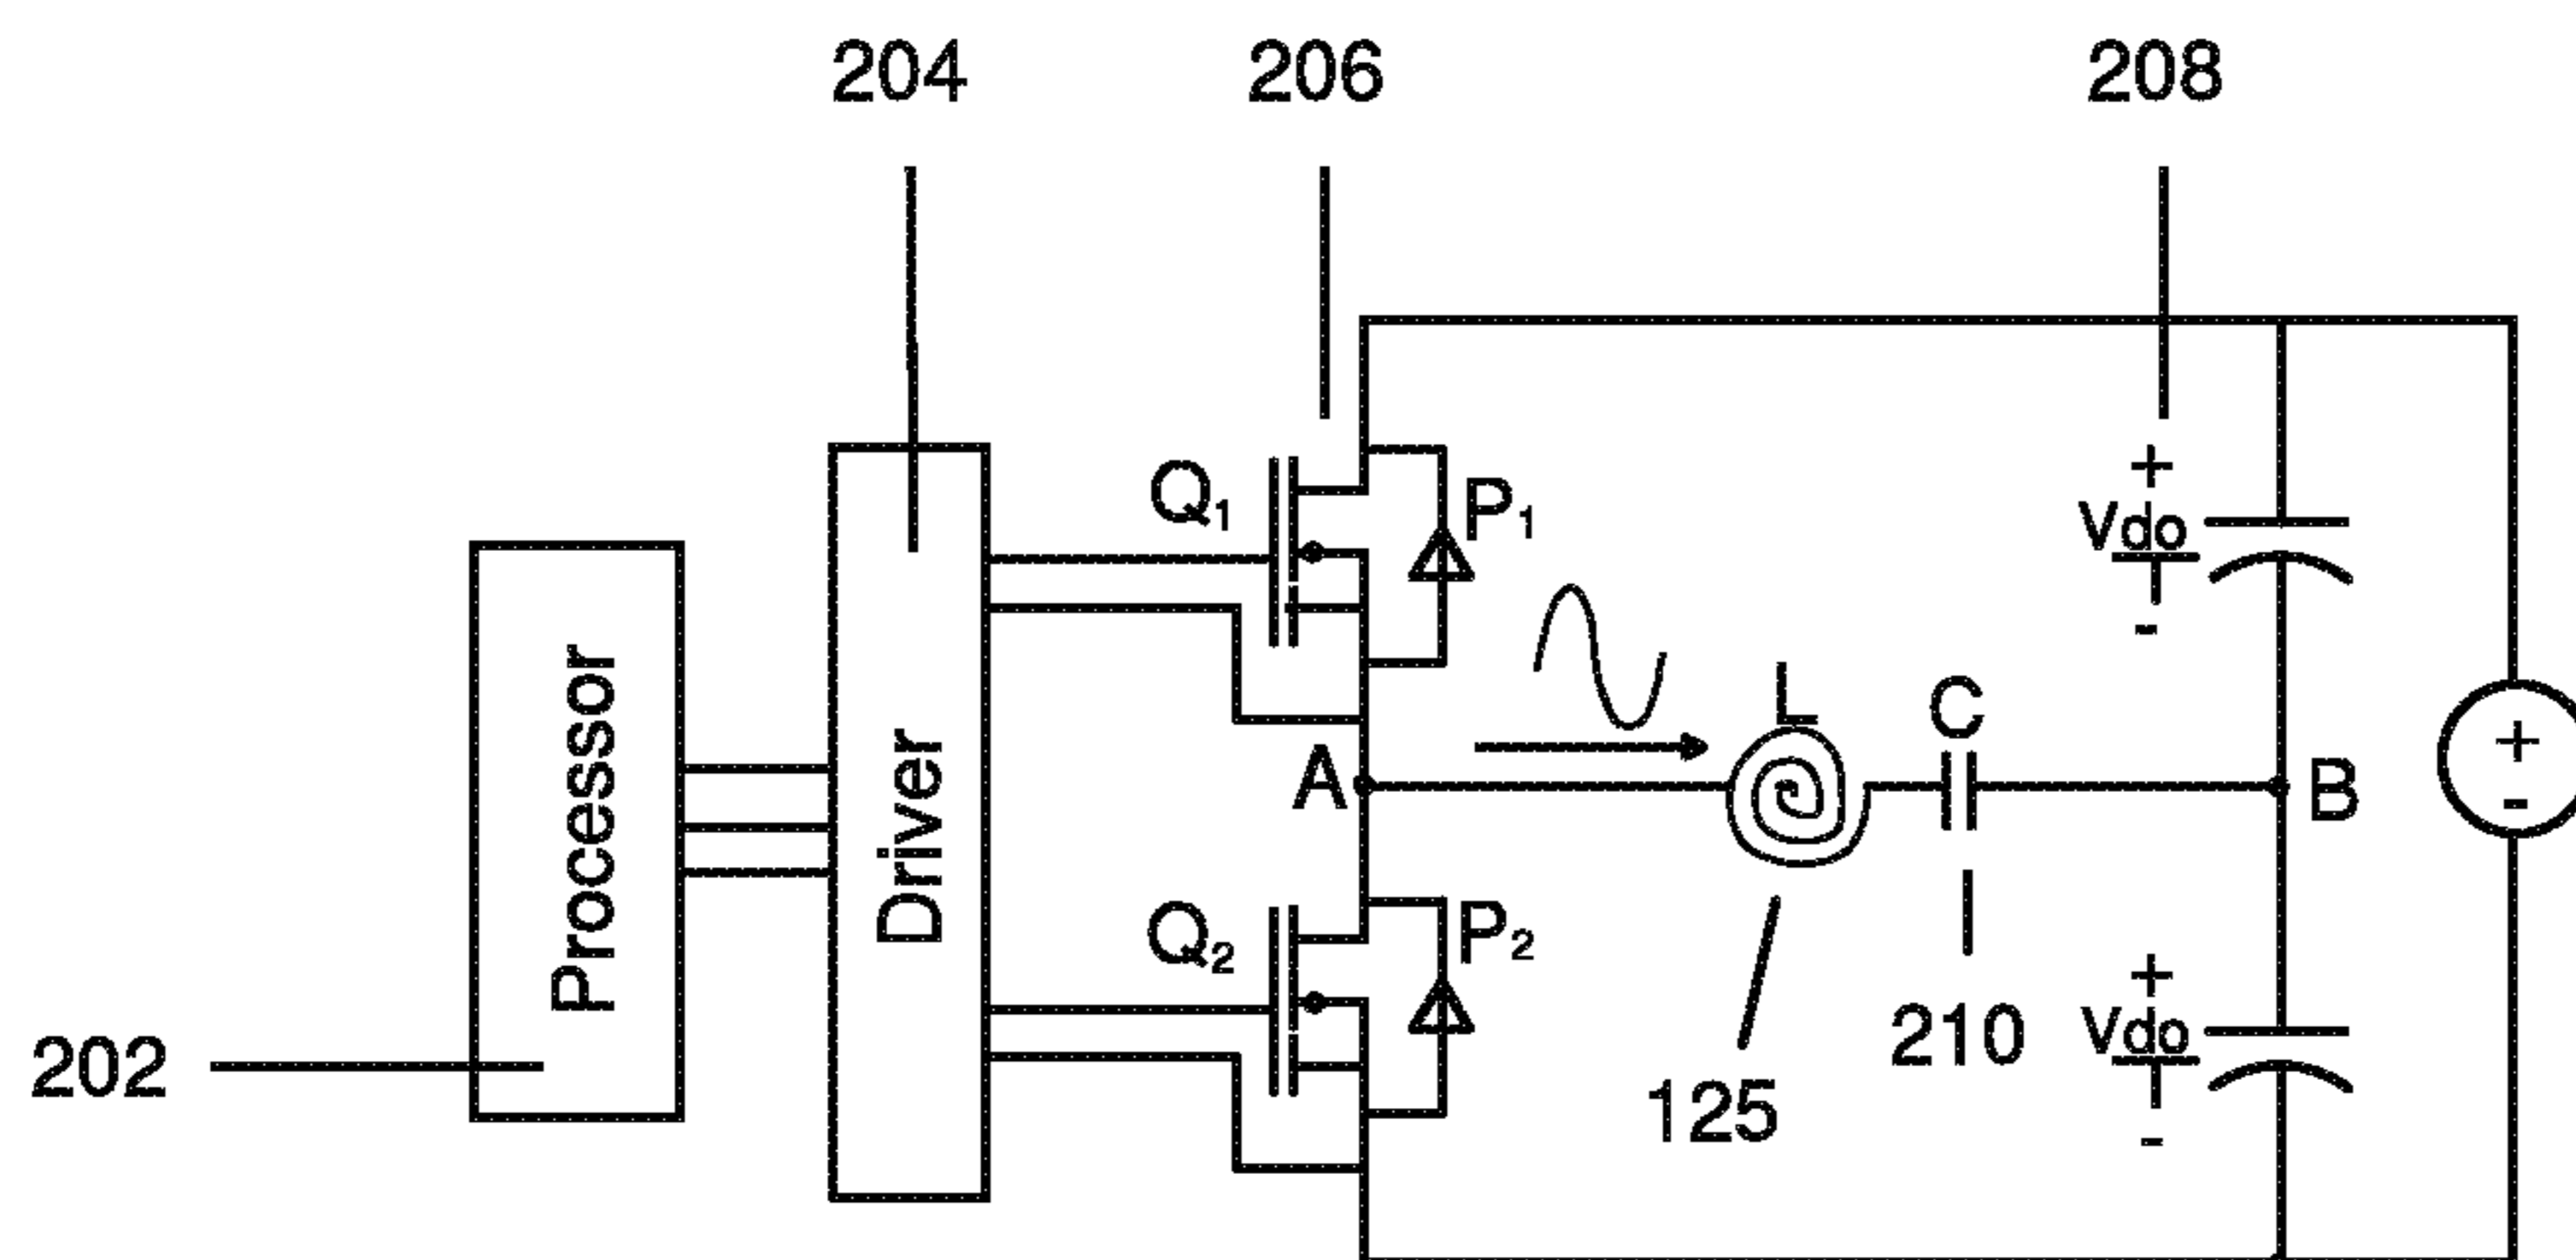 204
206
208
Q1
P1
+
Vdo
-
L
C
A
B
+
-
Processor
Driver
Q2
P2
202
125
210
+
Vdo
-